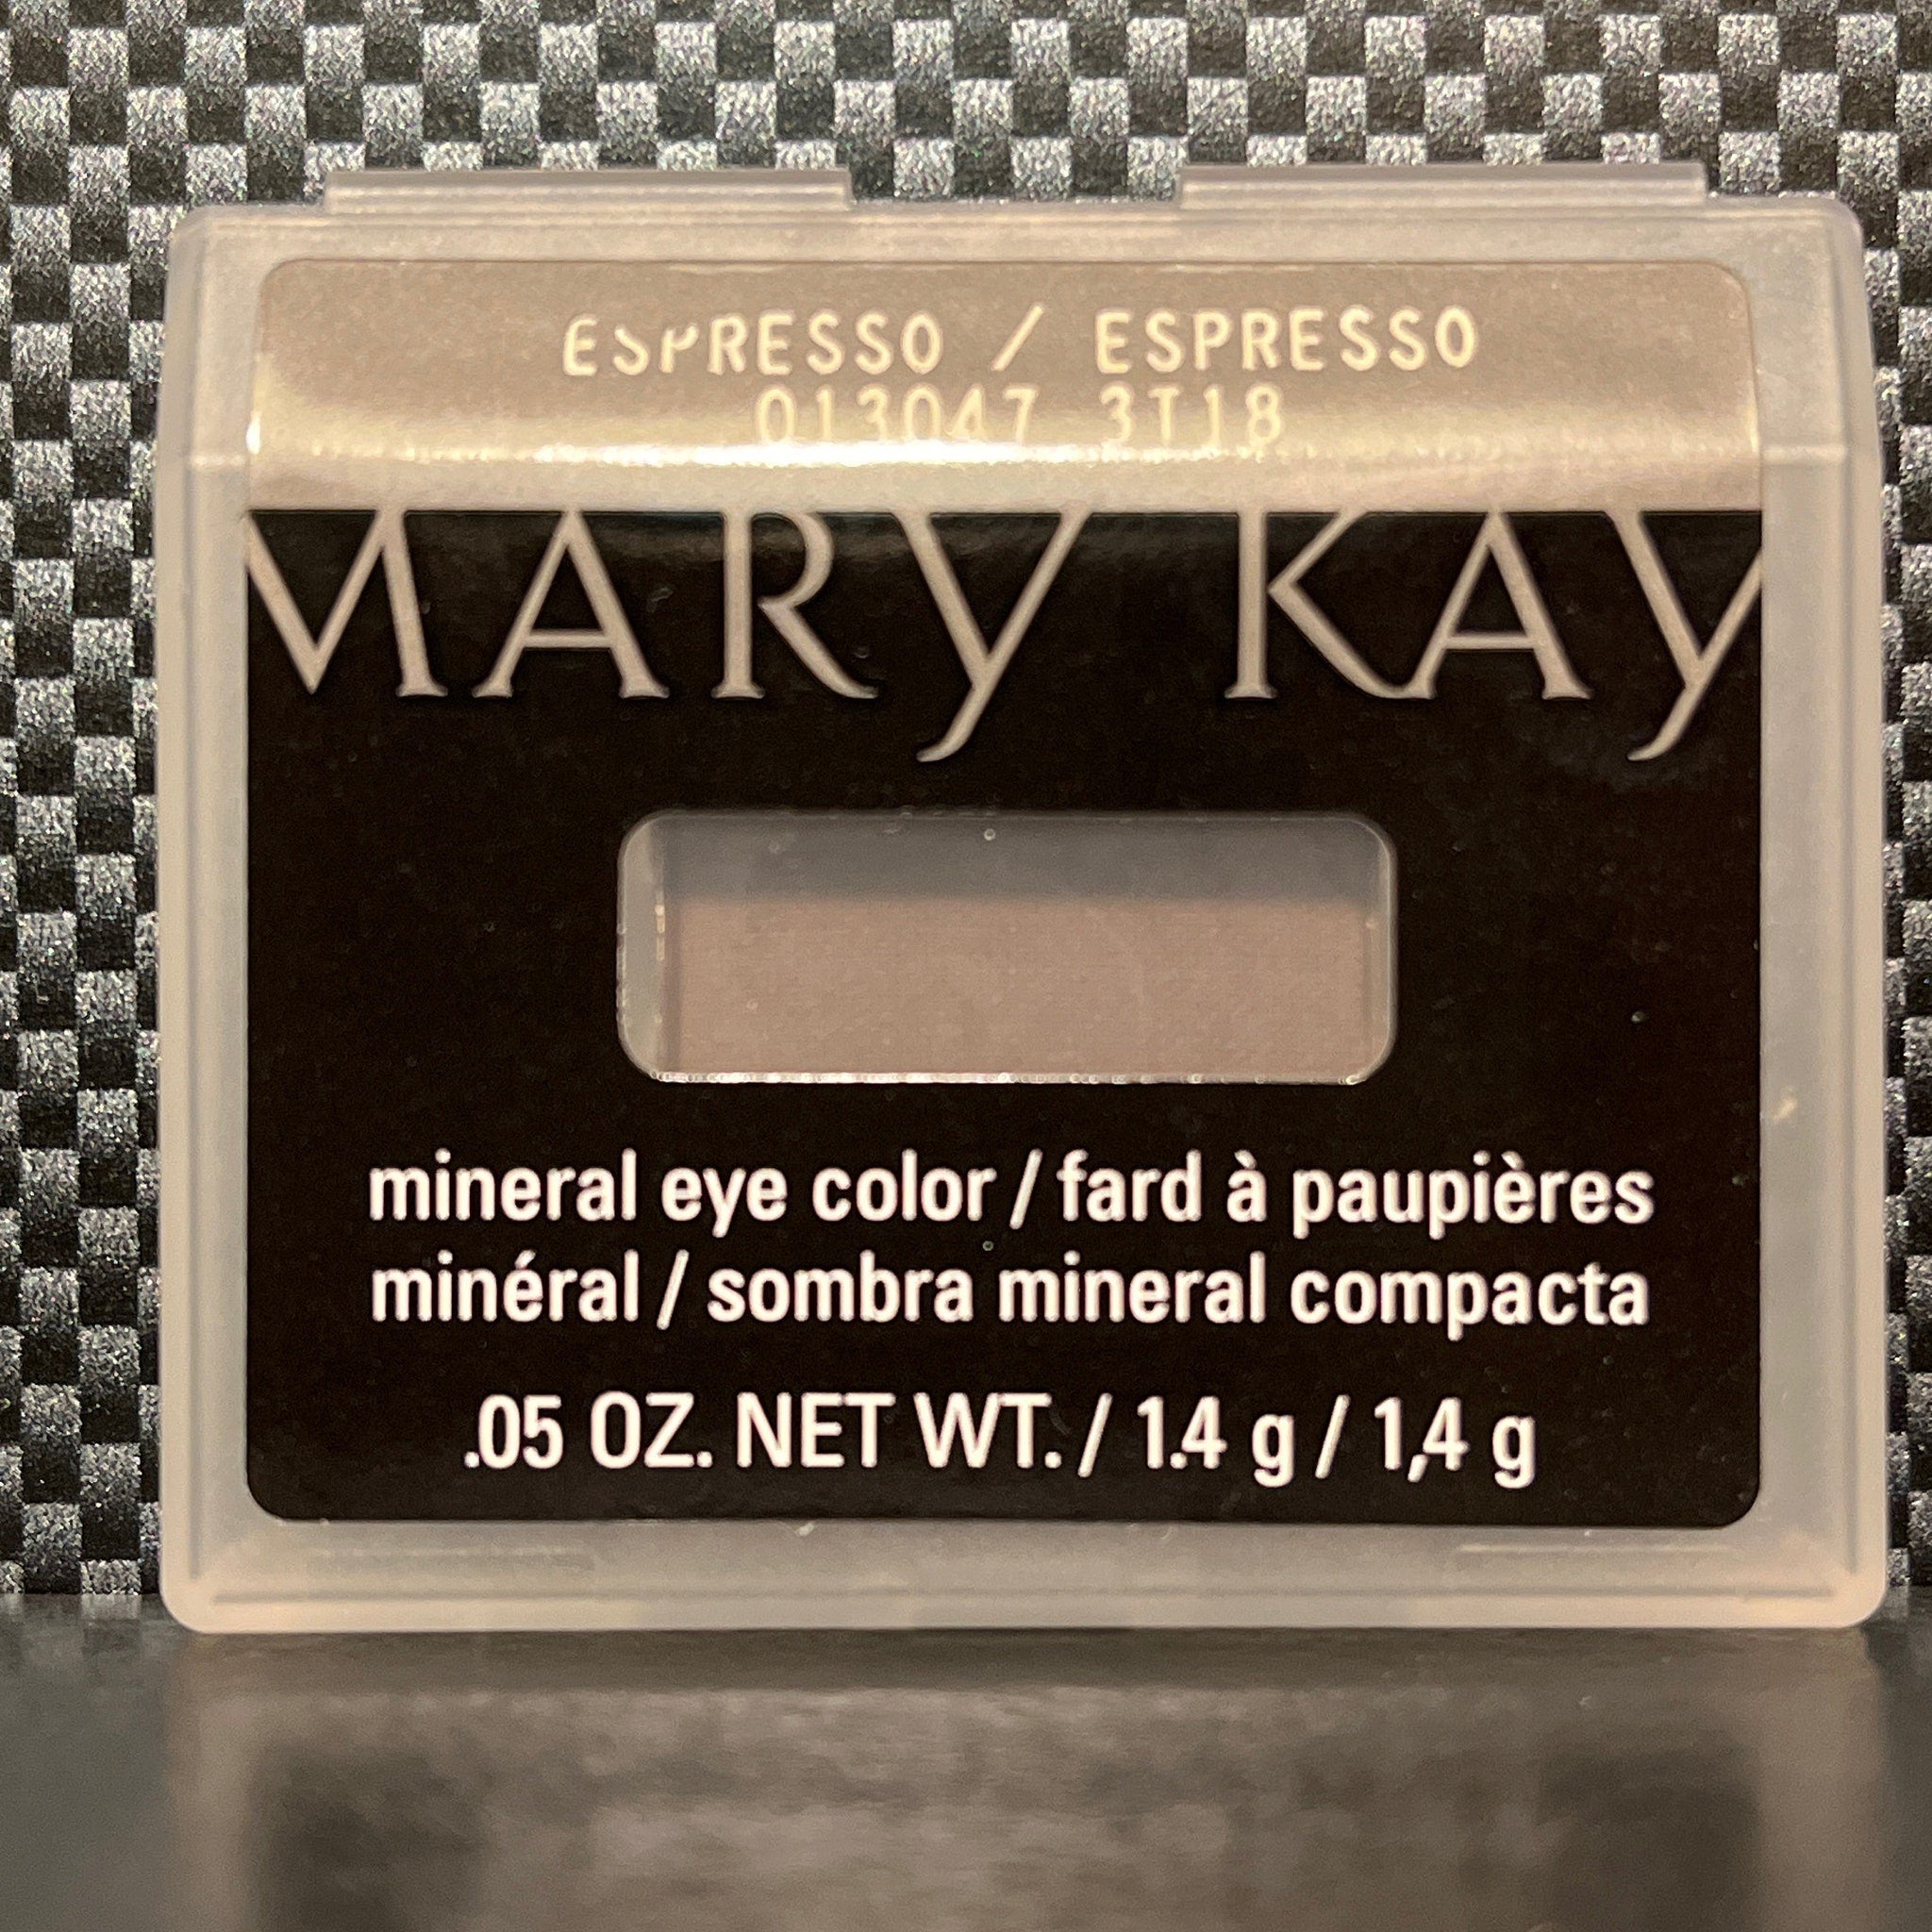 ESPRESSO / ESPRESSO
013047 3T18
MARY KAY
mineral eye color / fard à paupières
minéral / sombra mineral compacta
.05 OZ. NET WT. / 1.4 g / 1,4 g